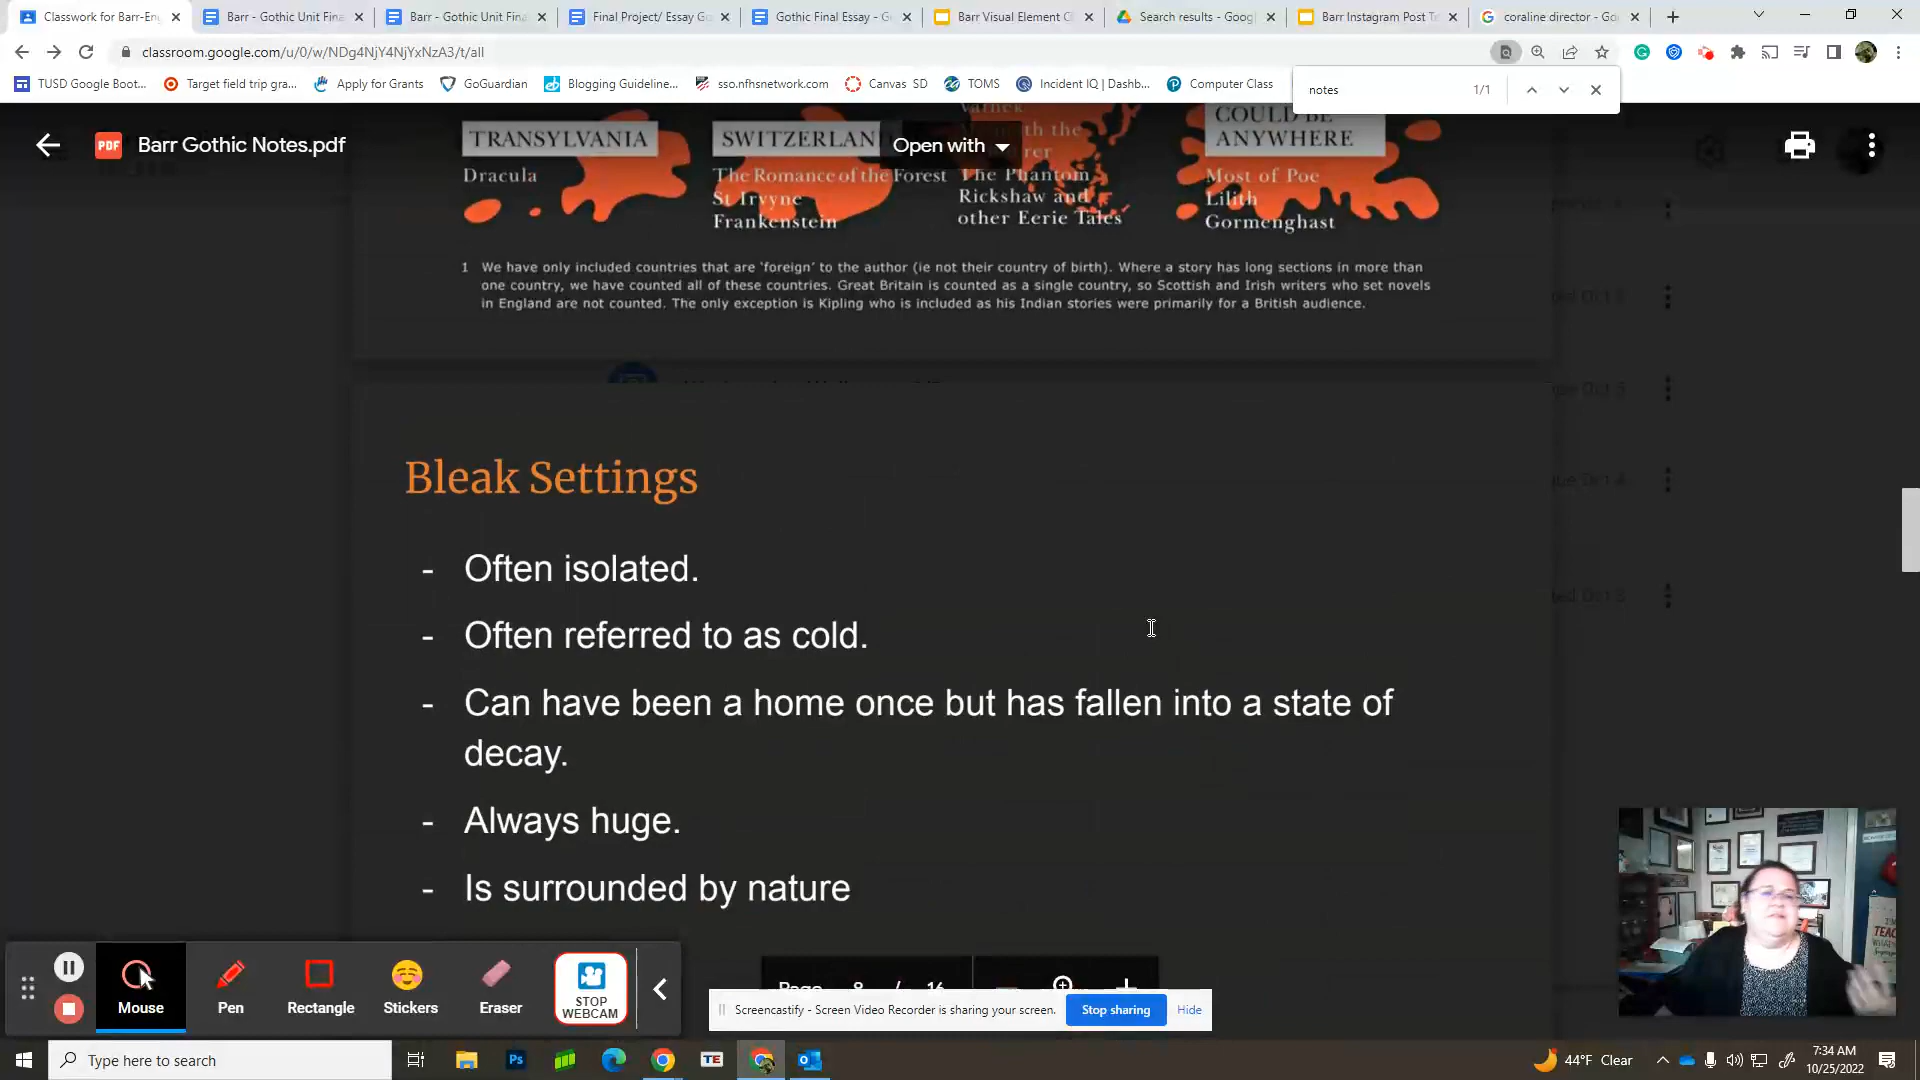 Classwork for Barr-En
Barr - Gothic Unit Fina
Barr - Gothic Unit Fina
Final Project/ Essay G
Gothic Final Essay - G
Barr Visual Element C
Search results - Goog
Barr Instagram Post T
coraline director - Go
classroom.google.com/u/0/w/NDg4NjY4NjYxNzA3/t/all
TUSD Google Boot...
Target field trip gra...
Apply for Grants
GoGuardian
Blogging Guideline...
sso.nfhsnetwork.com
Canvas SD
TOMS
Incident IQ | Dashb...
Computer Class
notes 1/1
PDF Barr Gothic Notes.pdf
Open with
TRANSYLVANIA
Dracula
SWITZERLAN
The Romance of the Forest
St Irvyne
Frankenstein
The Phantom
Rickshaw and
other Eerie Tales
COULD BE
ANYWHERE
Most of Poe
Lilith
Gormenghast
1 We have only included countries that are ‘foreign’ to the author (ie not their country of birth). Where a story has long sections in more than
one country, we have counted all of these countries. Great Britain is counted as a single country, so Scottish and Irish writers who set novels
in England are not counted. The only exception is Kipling who is included as his Indian stories were primarily for a British audience.
Bleak Settings
- Often isolated.
- Often referred to as cold.
- Can have been a home once but has fallen into a state of
decay.
- Always huge.
- Is surrounded by nature
Page 8 / 16
Mouse
Pen
Rectangle
Stickers
Eraser
STOP
WEBCAM
Screencastify - Screen Video Recorder is sharing your screen.
Stop sharing
Hide
Type here to search
Ps
TE
44°F Clear
7:34 AM
10/25/2022